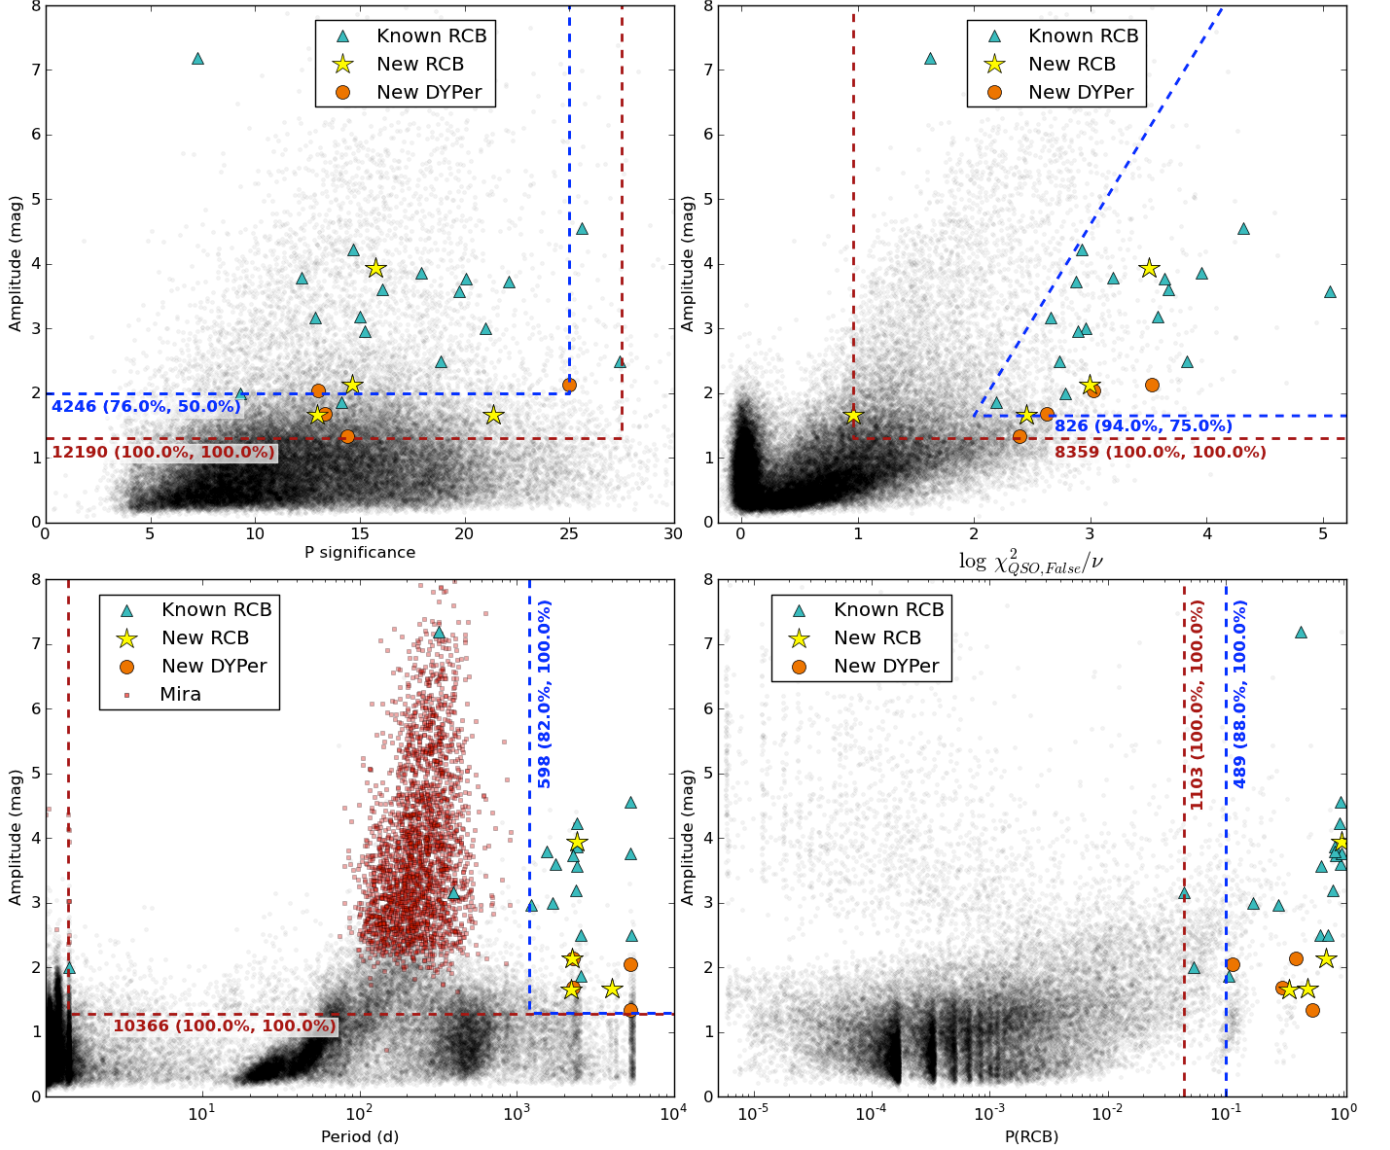 8
7
6
5
4
3
2
1
0
Amplitude (mag)
Known RCB
New RCB
New DYPer
4246 (76.0%, 50.0%)
12190 (100.0%, 100.0%)
0 5 10 15 20 25 30
P significance
8
7
6
5
4
3
2
1
0
Amplitude (mag)
Known RCB
New RCB
New DYPer
826 (94.0%, 75.0%)
8359 (100.0%, 100.0%)
0 1 2 3 4 5
log χ²_QSO,False/ν
8
7
6
5
4
3
2
1
0
Amplitude (mag)
Known RCB
New RCB
New DYPer
Mira
598 (82.0%, 100.0%)
10366 (100.0%, 100.0%)
10¹ 10² 10³ 10⁴
Period (d)
8
7
6
5
4
3
2
1
0
Amplitude (mag)
Known RCB
New RCB
New DYPer
1103 (100.0%, 100.0%)
489 (88.0%, 100.0%)
10⁻⁵ 10⁻⁴ 10⁻³ 10⁻² 10⁻¹ 10⁰
P(RCB)